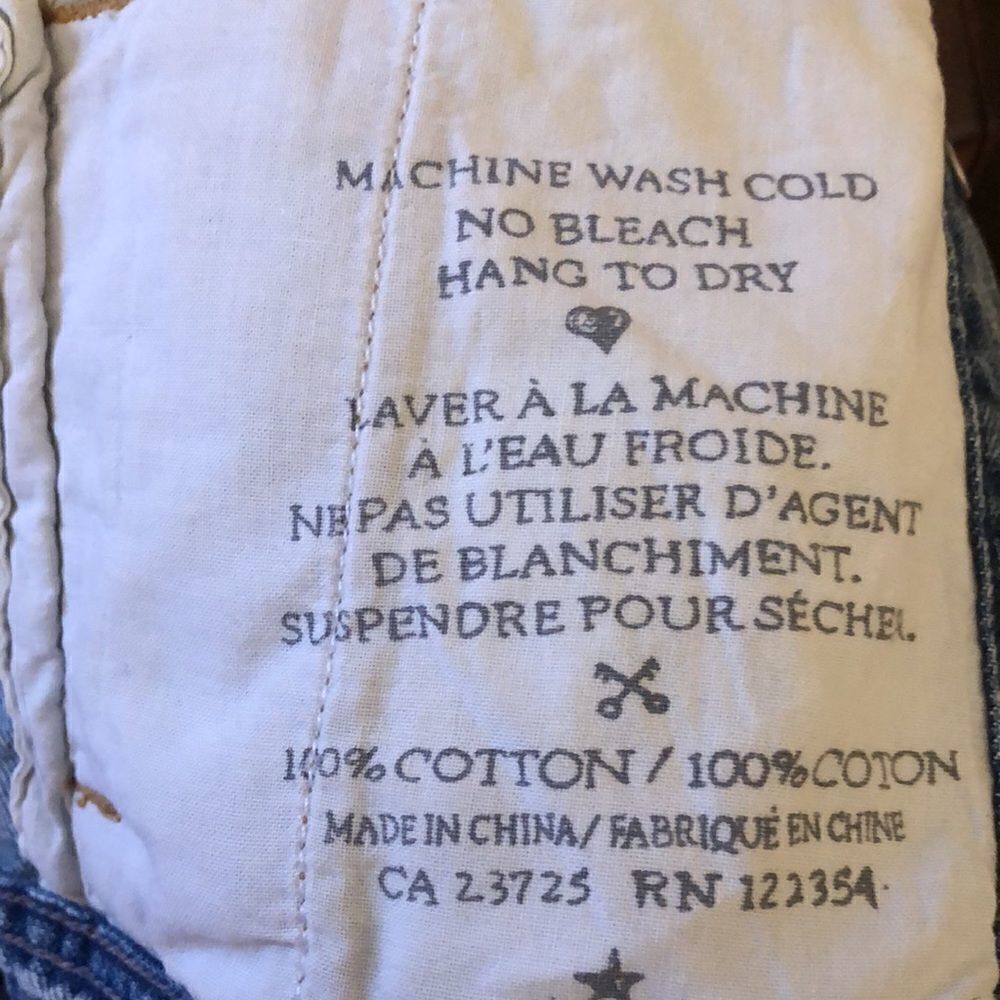 MACHINE WASH COLD
NO BLEACH
HANG TO DRY
LAVER À LA MACHINE
À L'EAU FROIDE.
NE PAS UTILISER D'AGENT
DE BLANCHIMENT.
SUSPENDRE POUR SÉCHER.
100% COTTON / 100% COTON
MADE IN CHINA / FABRIQUÉ EN CHINE
CA 23725 RN 122354